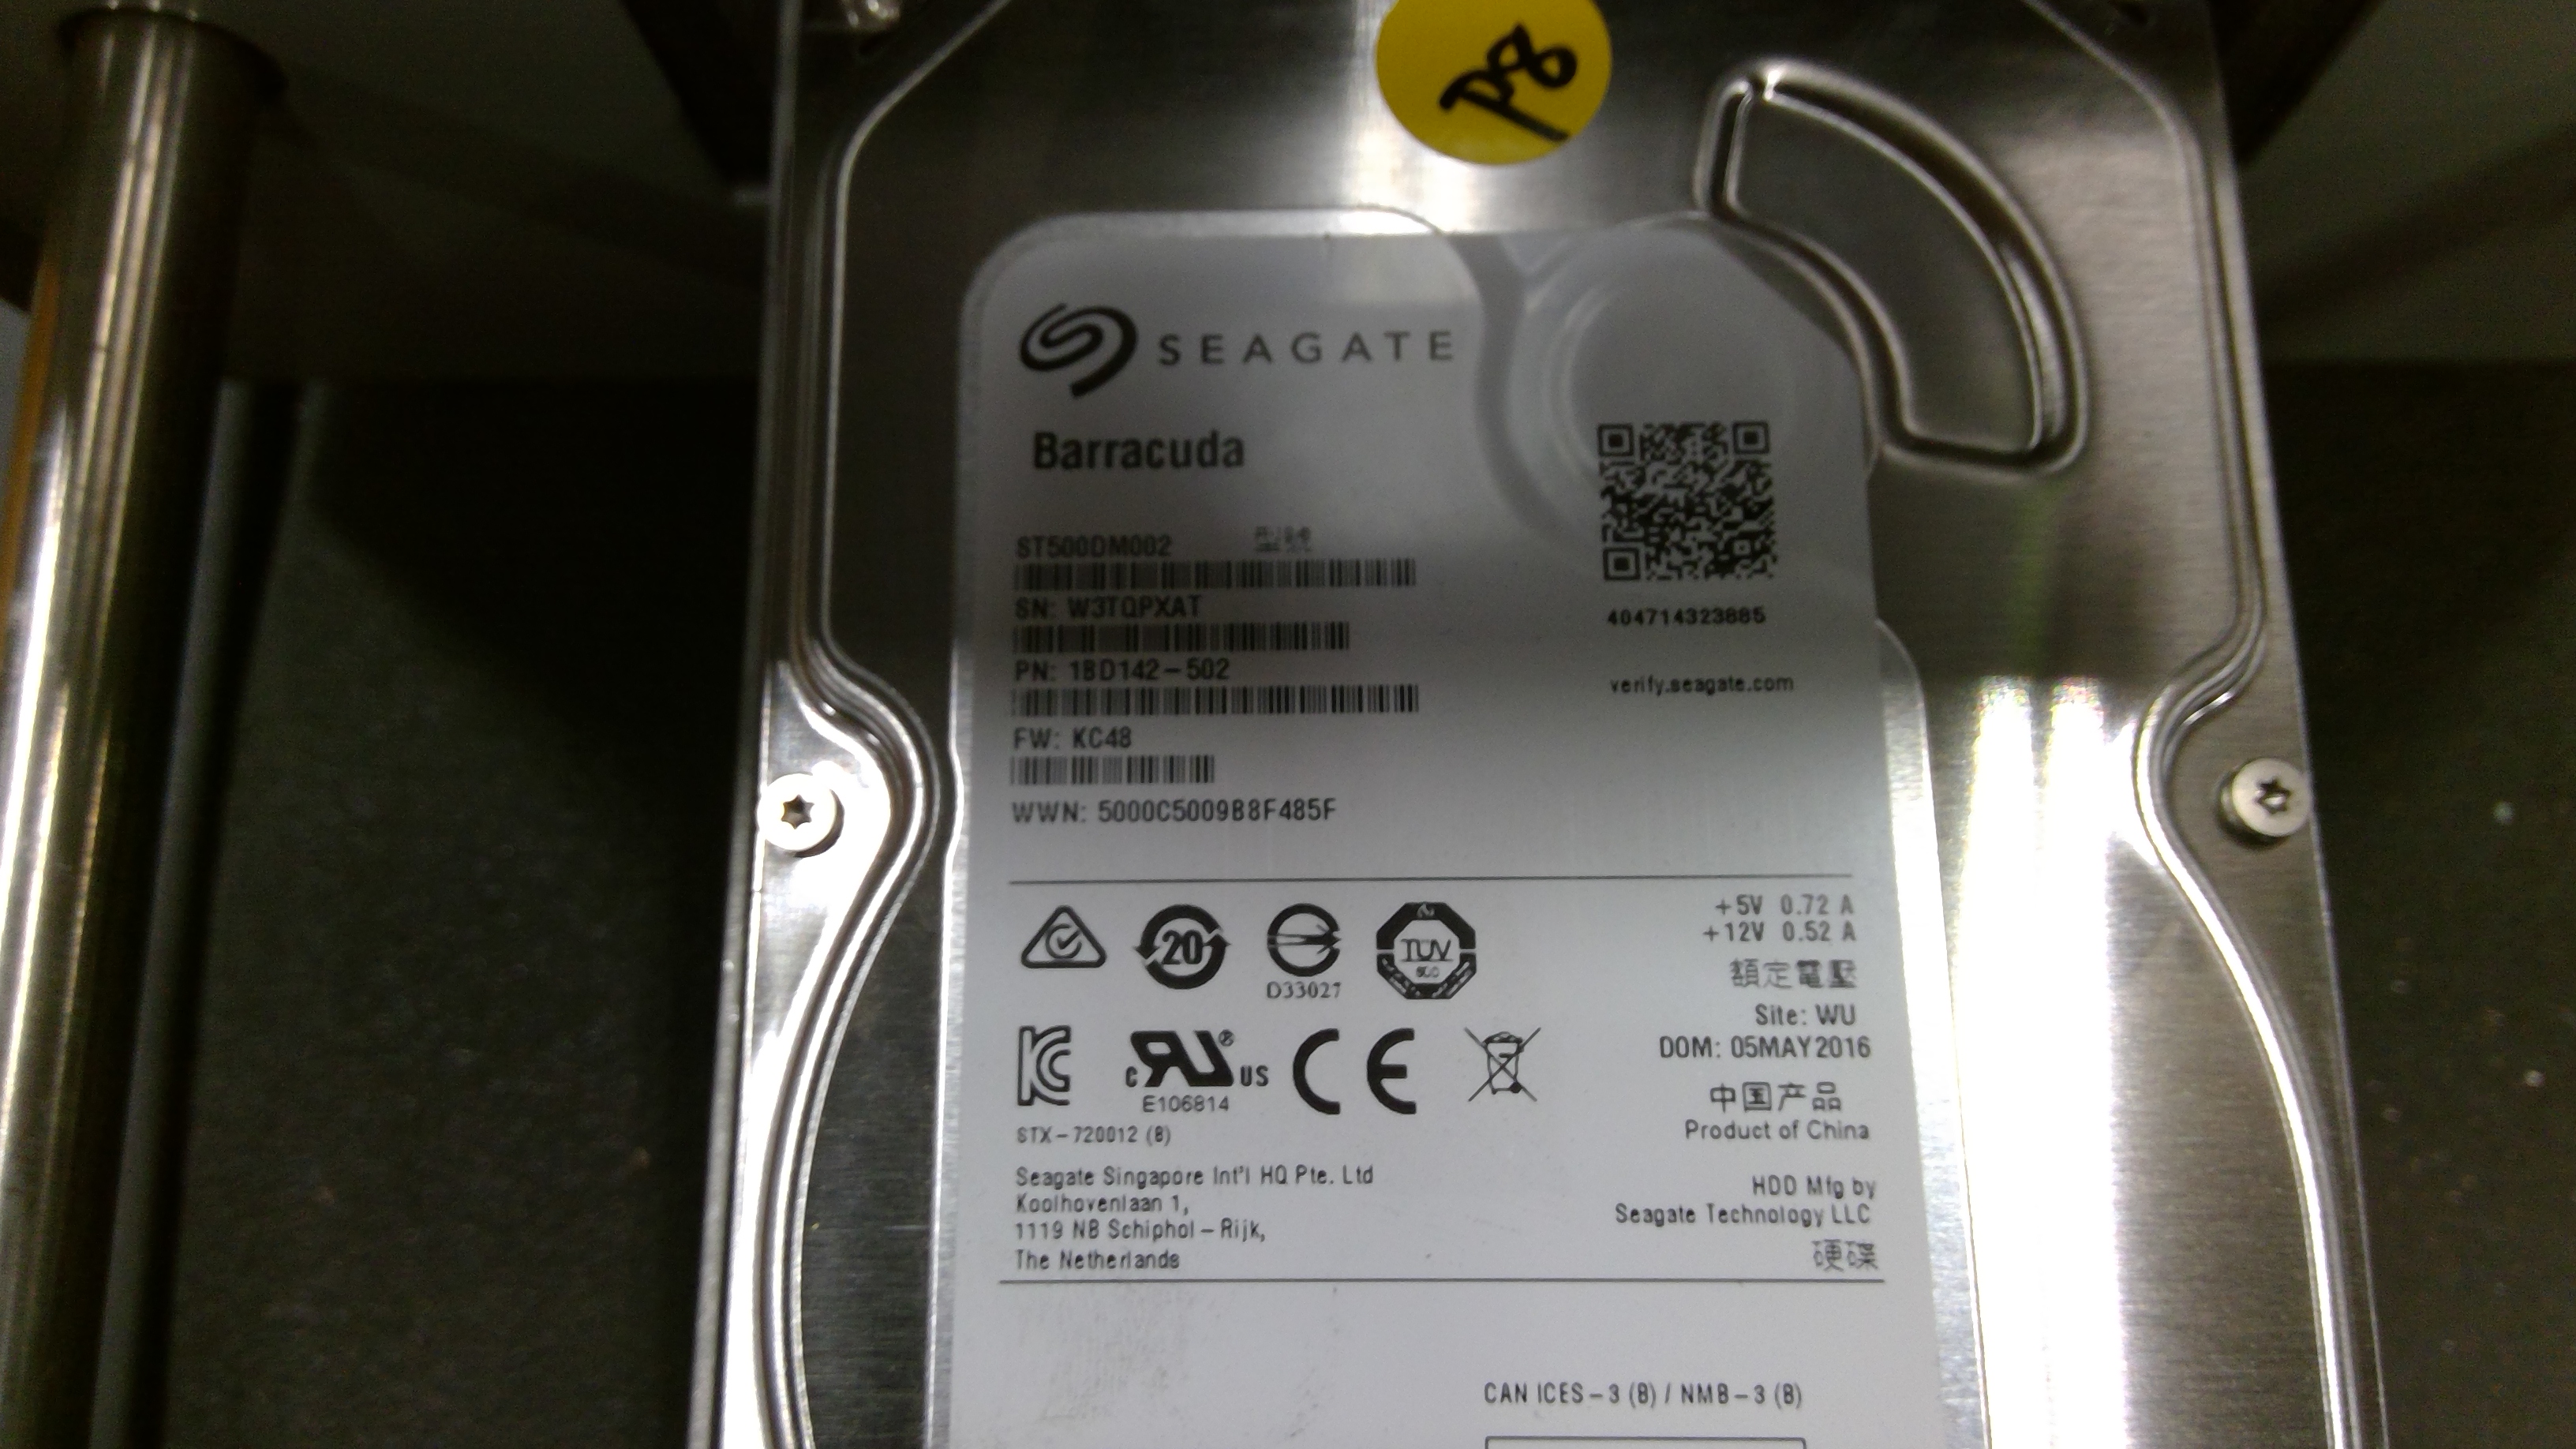 P8
SEAGATE
Barracuda
ST500DM002
SN: W3TQPXAT
PN: 1BD142-502
FW: KC48
WWN: 5000C5009B8F485F
404714323885
verify.seagate.com
20
D33027
TUV
+5V 0.72 A
+12V 0.52 A
額定電壓
Site: WU
DOM: 05MAY2016
中国产品
Product of China
c RU® US
E106814
CE
STX-720012 (B)
Seagate Singapore Int'l HQ Pte. Ltd
Koolhovenlaan 1,
1119 NB Schiphol-Rijk,
The Netherlands
HDD Mfg by
Seagate Technology LLC
硬碟
CAN ICES-3 (B) / NMB-3 (B)